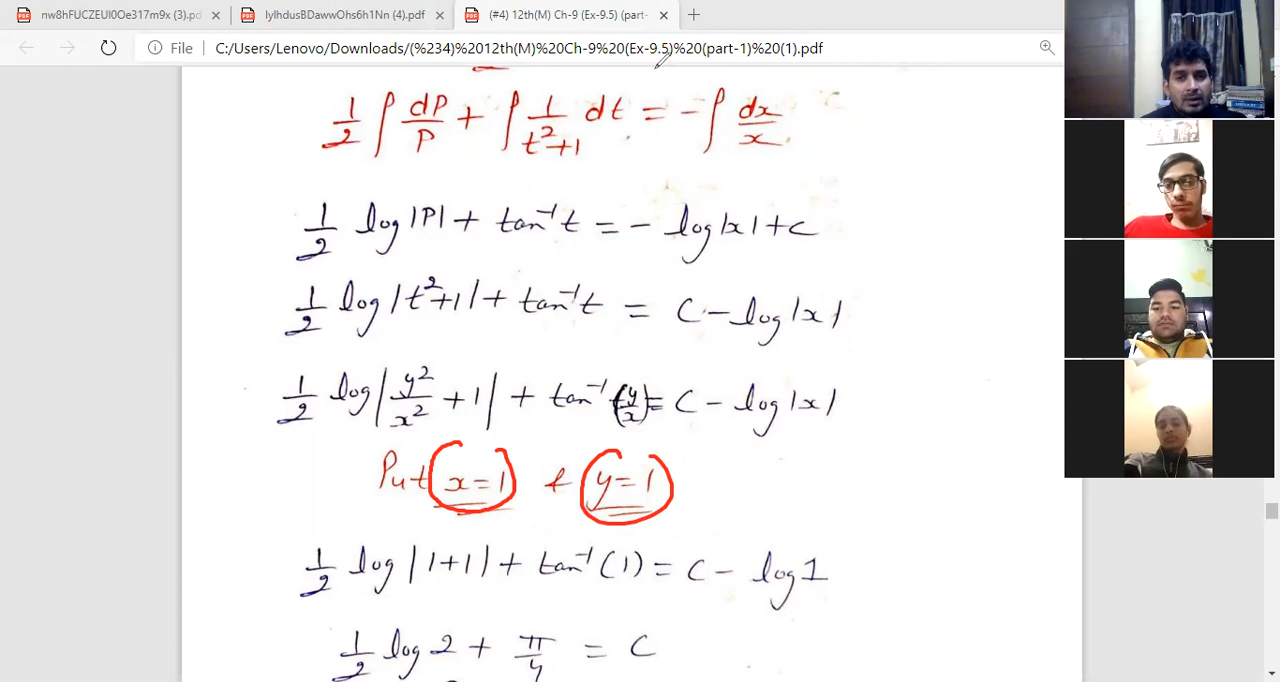 nw8hFUCZEUI0Oe317m9x (3).pd
lylhdusBDawwOhs6h1Nn (4).pdf
(#4) 12th(M) Ch-9 (Ex-9.5) (part-
File C:/Users/Lenovo/Downloads/(%234)%2012th(M)%20Ch-9%20(Ex-9.5)%20(part-1)%20(1).pdf
1/2 ∫ dP/P + ∫ 1/(t²+1) dt = - ∫ dx/x
1/2 log|P| + tan⁻¹t = - log|x| + c
1/2 log|t²+1| + tan⁻¹t = C - log|x|
1/2 log|y²/x² + 1| + tan⁻¹(y/x) = C - log|x|
Put x=1 & y=1
1/2 log|1+1| + tan⁻¹(1) = C - log1
1/2 log2 + π/4 = C